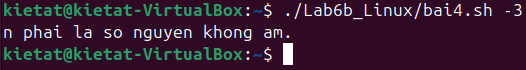 kietat@kietat-VirtualBox:~$ ./Lab6b_Linux/bai4.sh -3
n phai la so nguyen khong am.
kietat@kietat-VirtualBox:~$